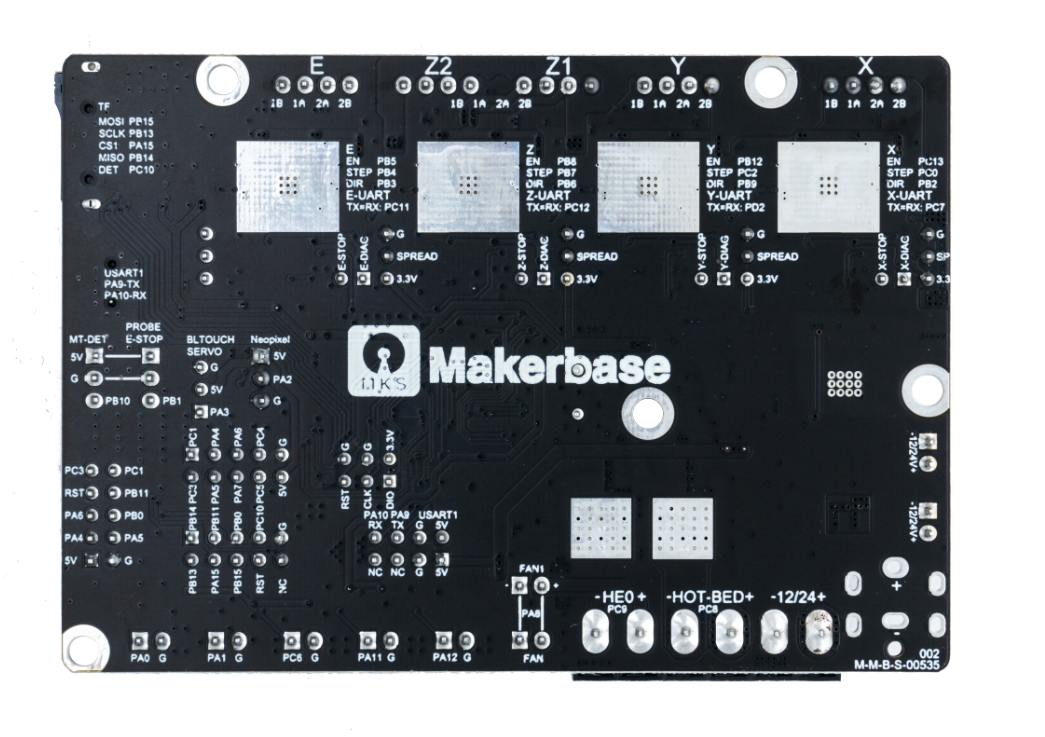 E Z2 Z1 Y X
1B 1A 2A 2B 1B 1A 2A 2B 1B 1A 2A 2B 1B 1A 2A 2B
TF
MOSI PB15
SCLK PB13
CS1 PA15
MISO PB14
DET PC10
E
EN PB5
STEP PB4
DIR PB3
E-UART
TX=RX: PC11
Z
EN PB8
STEP PB7
DIR PB6
Z-UART
TX=RX: PC12
Y
EN PB12
STEP PC2
DIR PB9
Y-UART
TX=RX: PD2
X
EN PC13
STEP PC0
DIR PB2
X-UART
TX=RX: PC7
E-STOP
E-DIAC
G
SPREAD
3.3V
Z-STOP
Z-DIAC
G
SPREAD
3.3V
Y-STOP
Y-DIAG
G
SPREAD
3.3V
X-STOP
X-DIAC
G
SP
3.3
USART1
PA9-TX
PA10-RX
MT-DET
PROBE
E-STOP
5V
G
PB10
PB1
BLTOUCH
SERVO
G
5V
PA3
Neopixel
5V
PA2
G
MKS
Makerbase
PC1 PA4 PA6 PC4 G
PC3 PA5 PA7 PC5 5V
PB14 PB11 PB0 PC10 G
PB13 PA15 PB15 RST NC
PC3 PC1
RST PB11
PA6 PB0
PA4 PA5
5V G
G G 3.3V
RST CLK DIO
PA10 PA9 USART1
RX TX G 5V
NC NC G 5V
-12/24V+
-12/24V+
FAN1
- +
PA8
FAN
-HE0+
PC9
-HOT-BED+
PC8
-12/24+
+
-
PA0 G
PA1 G
PC6 G
PA11 G
PA12 G
002
M-M-B-S-00535